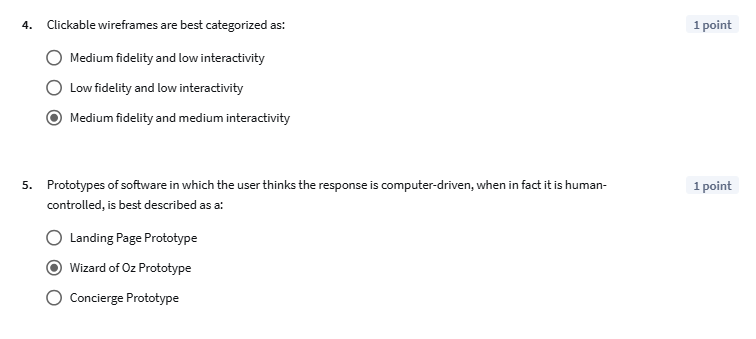 4. Clickable wireframes are best categorized as: 1 point
Medium fidelity and low interactivity
Low fidelity and low interactivity
Medium fidelity and medium interactivity
5. Prototypes of software in which the user thinks the response is computer-driven, when in fact it is human- 1 point
controlled, is best described as a:
Landing Page Prototype
Wizard of Oz Prototype
Concierge Prototype